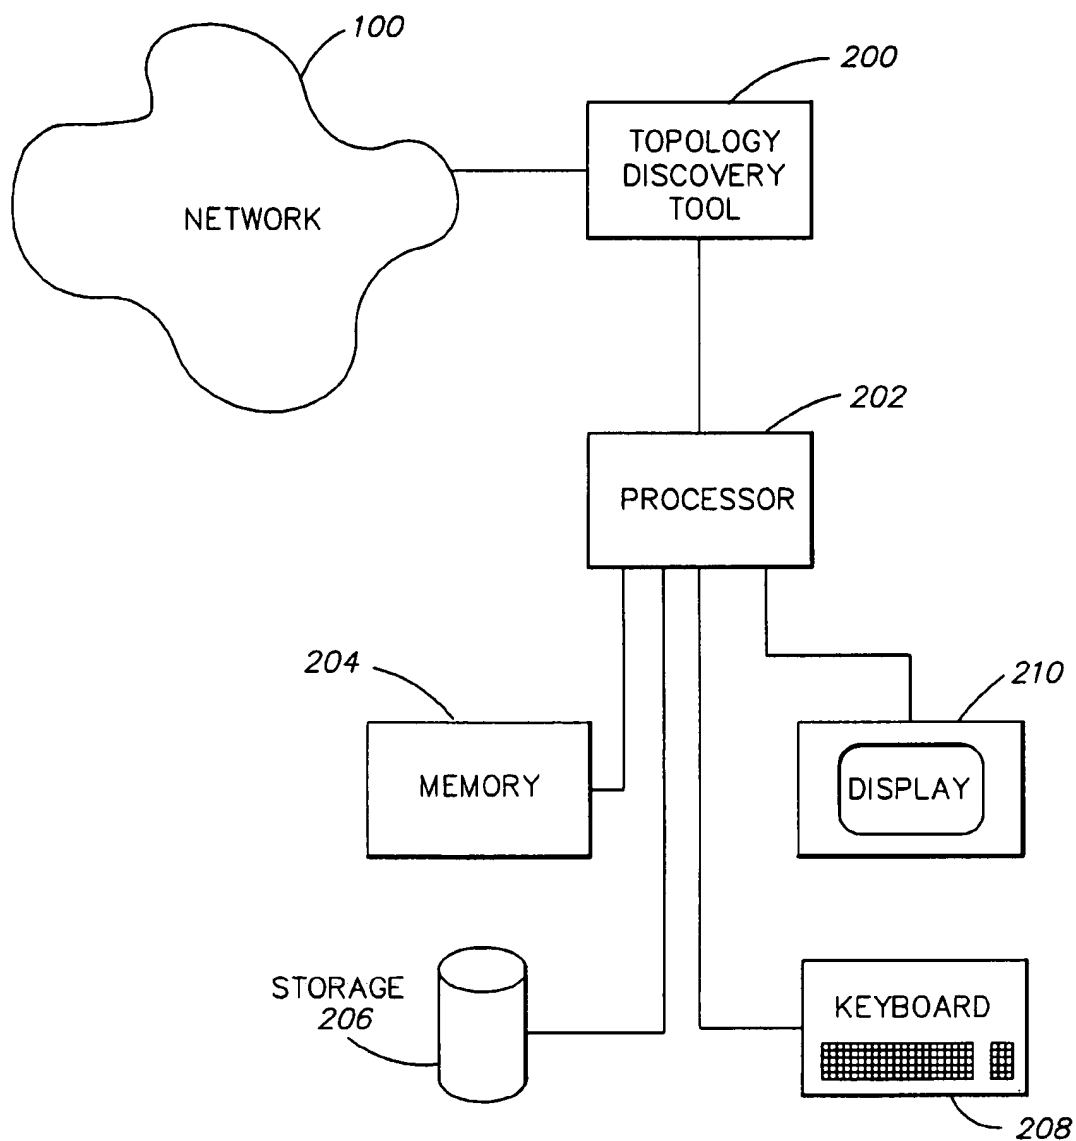 100
200
TOPOLOGY
DISCOVERY
TOOL
NETWORK
202
PROCESSOR
204
210
MEMORY
DISPLAY
STORAGE
206
KEYBOARD
208